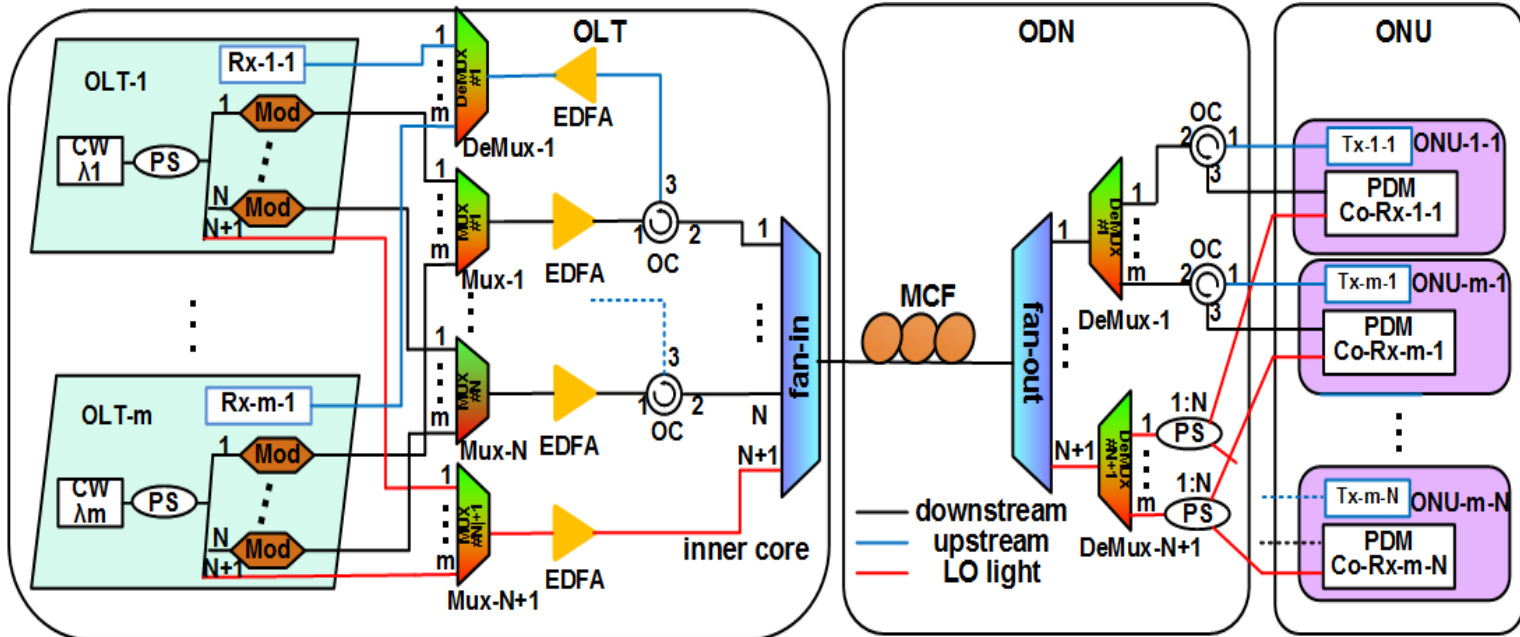 OLT
OLT-1
Rx-1-1
CW
λ1
PS
1
Mod
N
Mod
N+1
OLT-m
Rx-m-1
CW
λm
PS
1
Mod
N
Mod
N+1
1
m
DeMUX
#1
DeMux-1
EDFA
1
m
MUX
#1
Mux-1
EDFA
1
2
3
OC
1
m
MUX
#N
Mux-N
EDFA
1
2
3
OC
1
m
MUX
#N+1
Mux-N+1
EDFA
inner core
1
N
N+1
fan-in
ODN
MCF
fan-out
1
N+1
1
m
DeMUX
#1
DeMux-1
OC
2
1
3
OC
2
1
3
1
m
DeMUX
#N+1
DeMux-N+1
1:N
PS
1:N
PS
downstream
upstream
LO light
ONU
Tx-1-1
ONU-1-1
PDM
Co-Rx-1-1
Tx-m-1
ONU-m-1
PDM
Co-Rx-m-1
Tx-m-N
ONU-m-N
PDM
Co-Rx-m-N